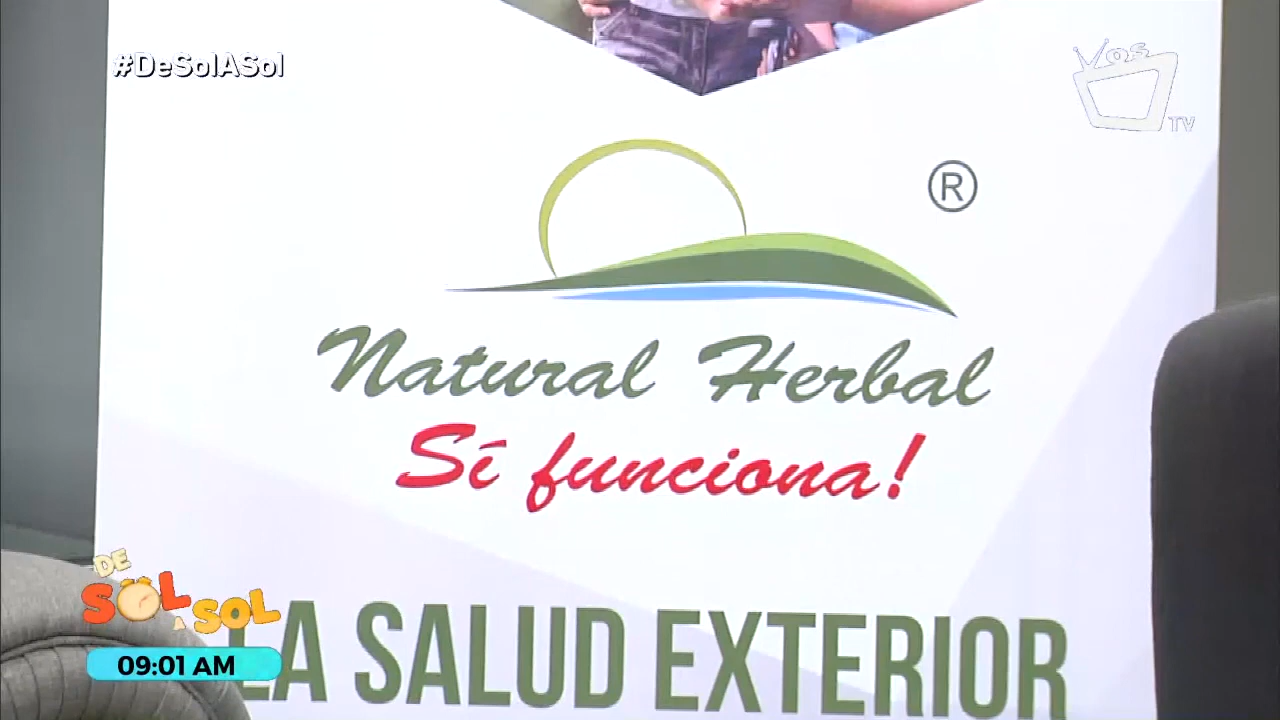 #DeSolASol
Vos
TV
®
Natural Herbal
Sí funciona!
DE
SOL
A SOL
09:01 AM
LA SALUD EXTERIOR